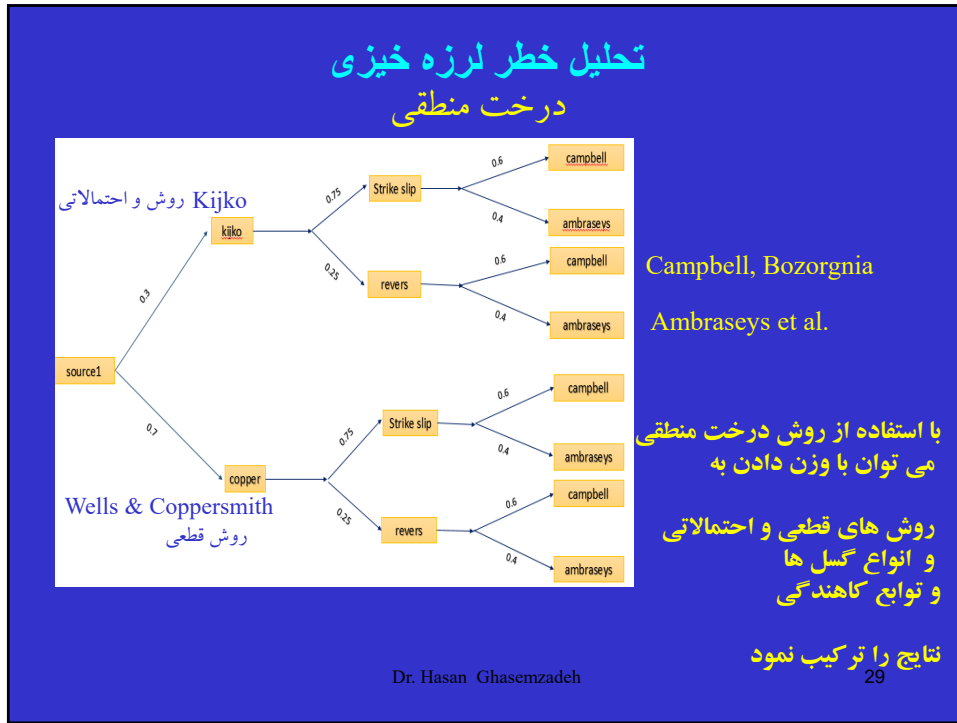 تحلیل خطر لرزه خیزی
درخت منطقی
Kijko روش و احتمالاتی
source1
0.3
0.7
kijko
0.75
0.25
Strike slip
0.6
0.4
campbell
ambraseys
revers
0.6
0.4
campbell
ambraseys
copper
0.75
0.25
Strike slip
0.6
0.4
campbell
ambraseys
revers
0.6
0.4
campbell
ambraseys
Wells & Coppersmith
روش قطعی
Campbell, Bozorgnia
Ambraseys et al.
با استفاده از روش درخت منطقی
می توان با وزن دادن به
روش های قطعی و احتمالاتی
و انواع گسل ها
و توابع کاهندگی
نتایج را ترکیب نمود
Dr. Hasan Ghasemzadeh
29